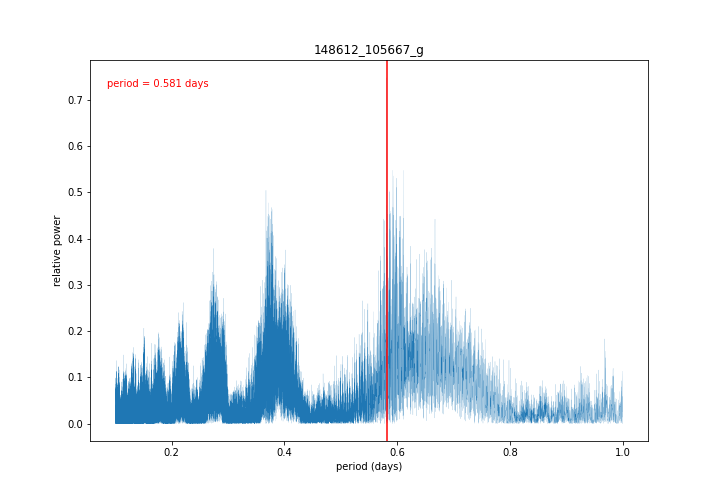 148612_105667_g
period = 0.581 days
relative power
0.7
0.6
0.5
0.4
0.3
0.2
0.1
0.0
0.2 0.4 0.6 0.8 1.0
period (days)